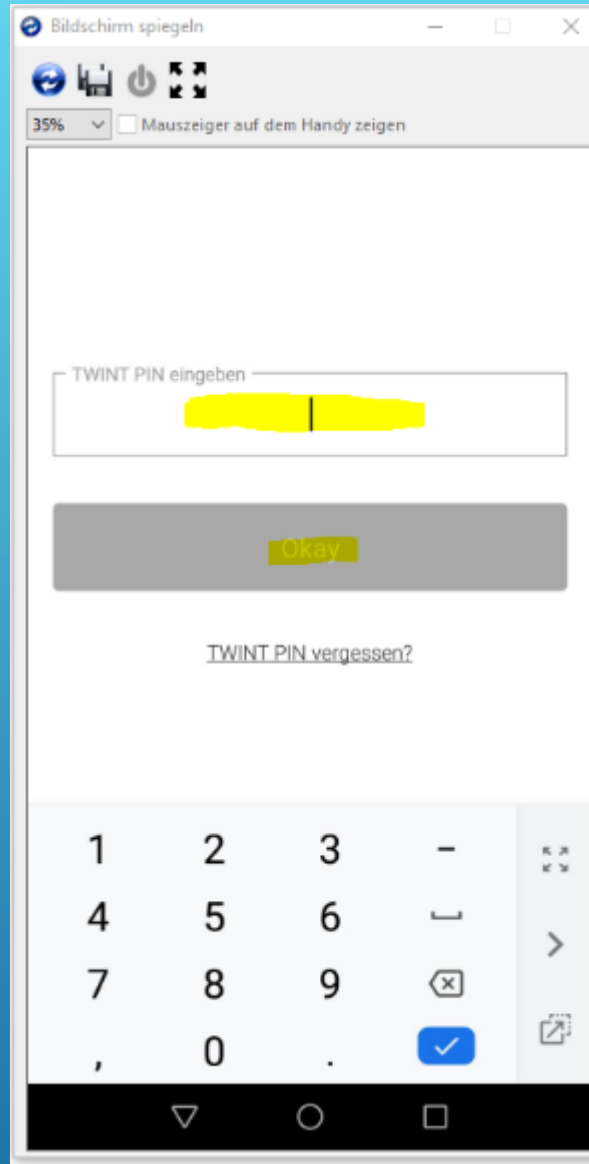 Bildschirm spiegeln
35%
Mauszeiger auf dem Handy zeigen
TWINT PIN eingeben
Okay
TWINT PIN vergessen?
1 2 3 -
4 5 6
7 8 9
, 0 .